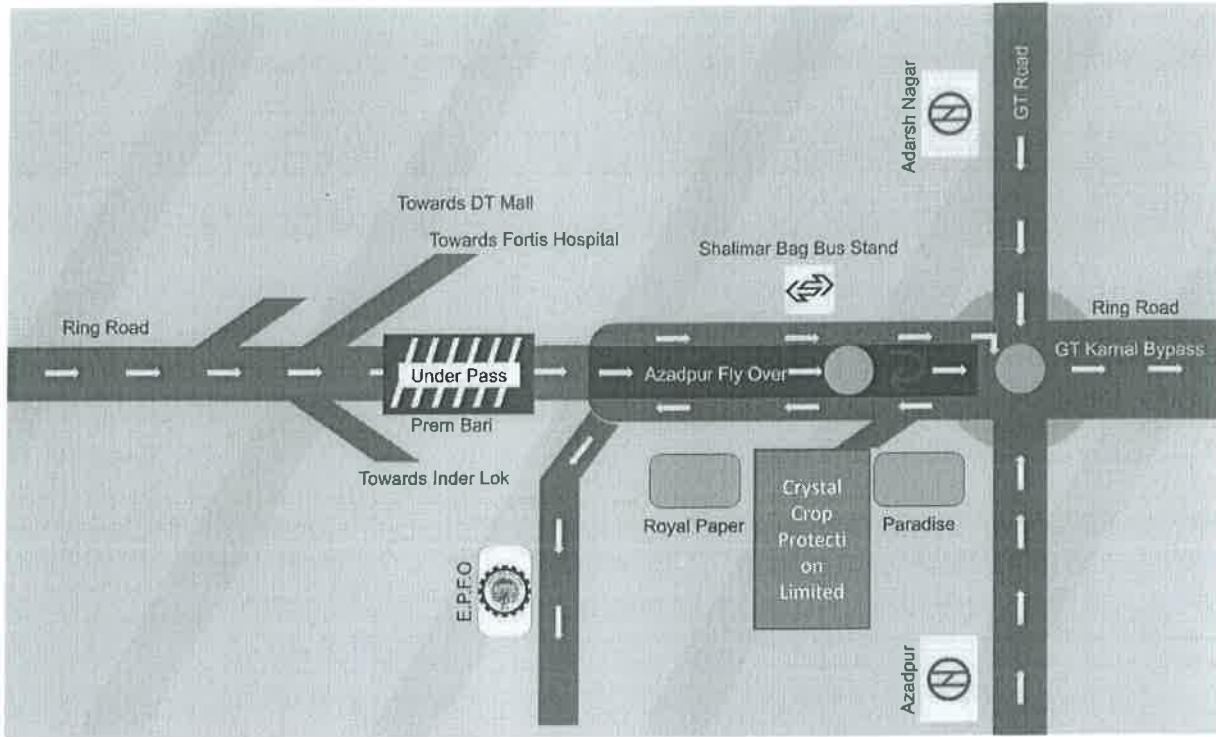 GT Road
Adarsh Nagar
Towards DT Mall
Towards Fortis Hospital
Shalimar Bag Bus Stand
Ring Road
Ring Road
GT Karnal Bypass
Under Pass
Azadpur Fly Over
Prem Bari
Towards Inder Lok
Royal Paper
Crystal
Crop
Protecti
on
Limited
Paradise
E.P.F.O
Azadpur